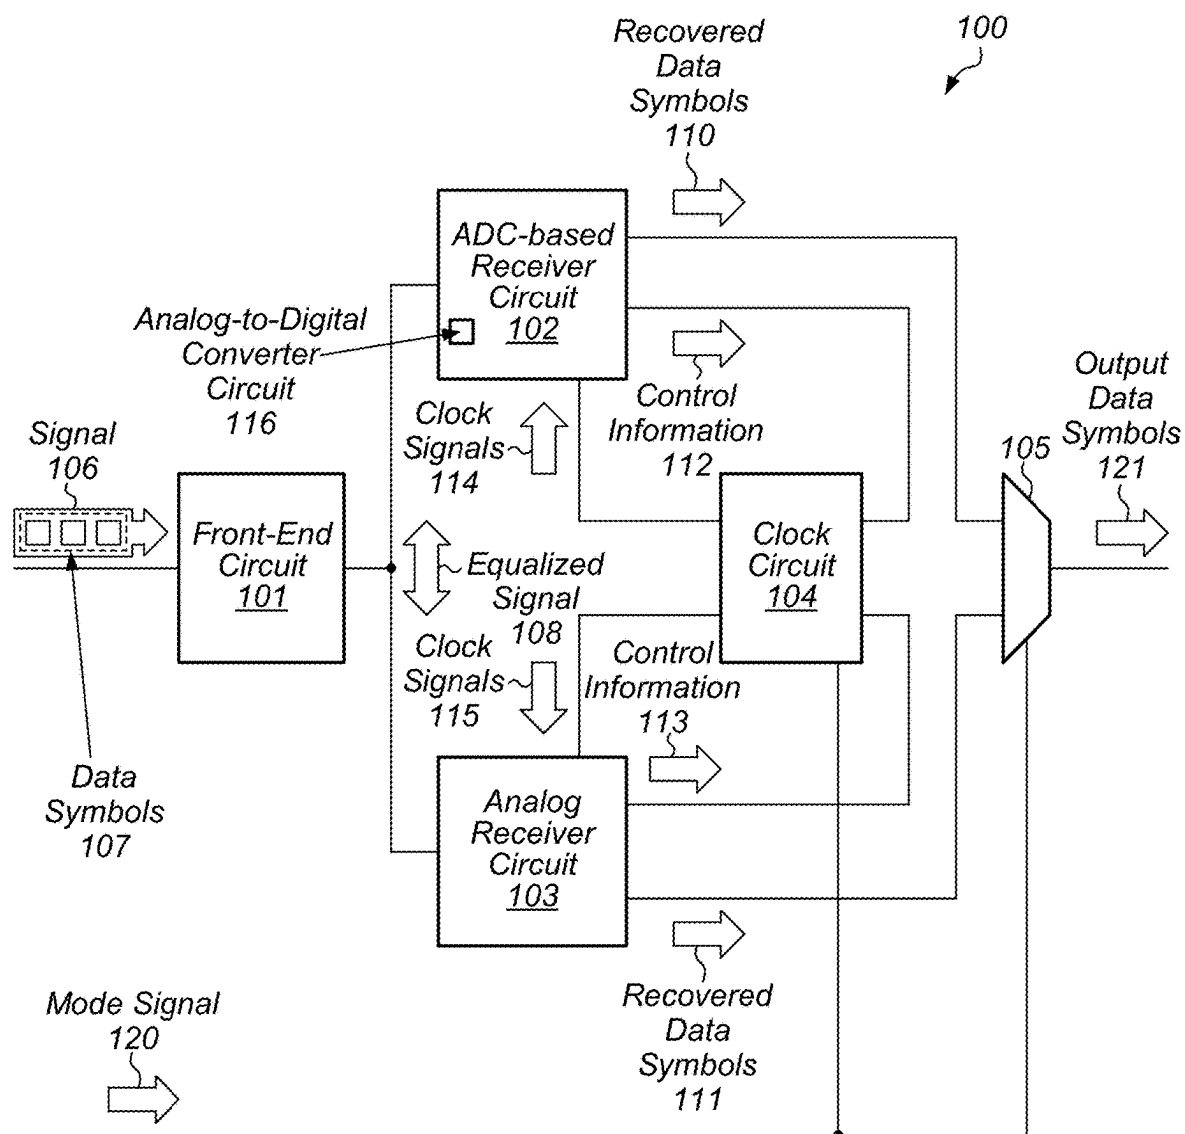 100
Recovered
Data
Symbols
110
ADC-based
Receiver
Circuit
102
Analog-to-Digital
Converter
Circuit
116
Control
Information
112
Clock
Signals
114
Output
Data
Symbols
121
105
Signal
106
Front-End
Circuit
101
Clock
Circuit
104
Equalized
Signal
108
Clock
Signals
115
Control
Information
113
Data
Symbols
107
Analog
Receiver
Circuit
103
Recovered
Data
Symbols
111
Mode Signal
120